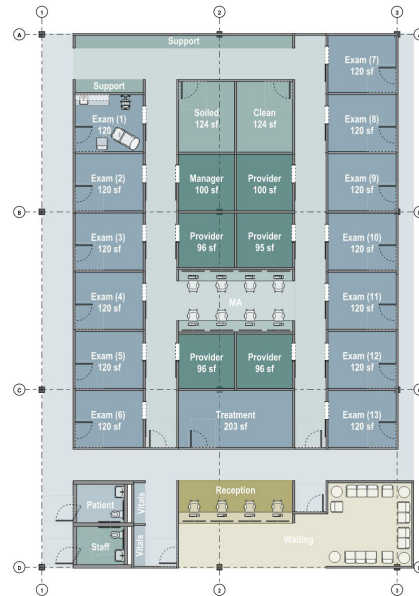 1
2
3
A
Support
Exam (7)
120 sf
Support
Exam (1)
120 sf
Soiled
124 sf
Clean
124 sf
Exam (8)
120 sf
Exam (2)
120 sf
Manager
100 sf
Provider
100 sf
Exam (9)
120 sf
B
Exam (3)
120 sf
Provider
96 sf
Provider
95 sf
Exam (10)
120 sf
Exam (4)
120 sf
MA
Exam (11)
120 sf
Exam (5)
120 sf
Provider
96 sf
Provider
96 sf
Exam (12)
120 sf
C
Exam (6)
120 sf
Treatment
203 sf
Exam (13)
120 sf
Patient
Vitals
Reception
Staff
Vitals
Waiting
D
1
2
3